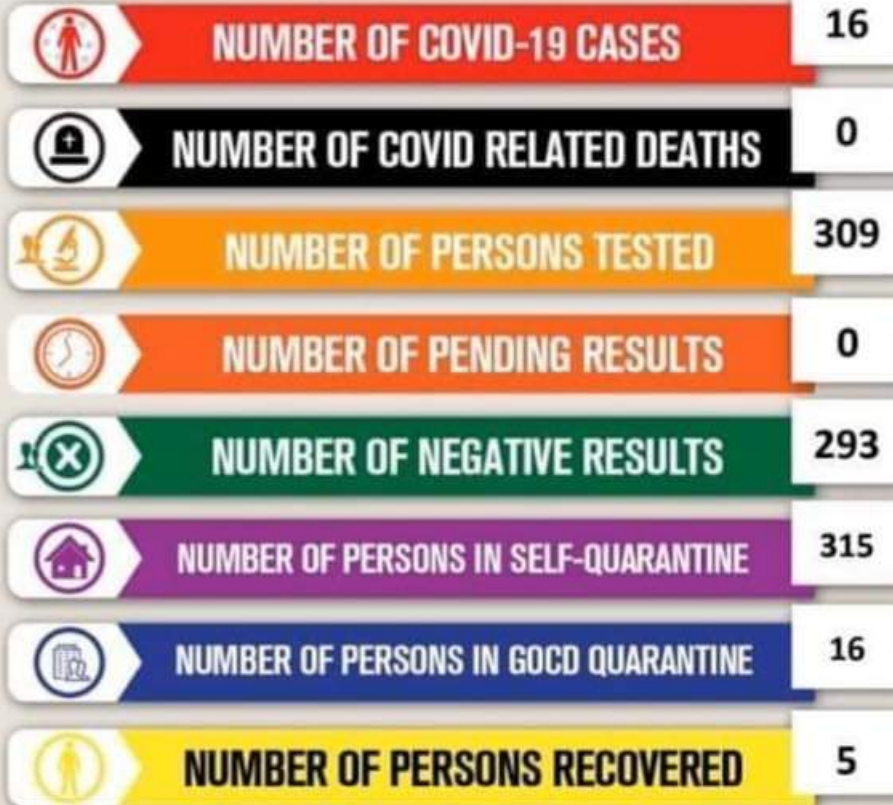 NUMBER OF COVID-19 CASES 16
NUMBER OF COVID RELATED DEATHS 0
NUMBER OF PERSONS TESTED 309
NUMBER OF PENDING RESULTS 0
NUMBER OF NEGATIVE RESULTS 293
NUMBER OF PERSONS IN SELF-QUARANTINE 315
NUMBER OF PERSONS IN GOCD QUARANTINE 16
NUMBER OF PERSONS RECOVERED 5